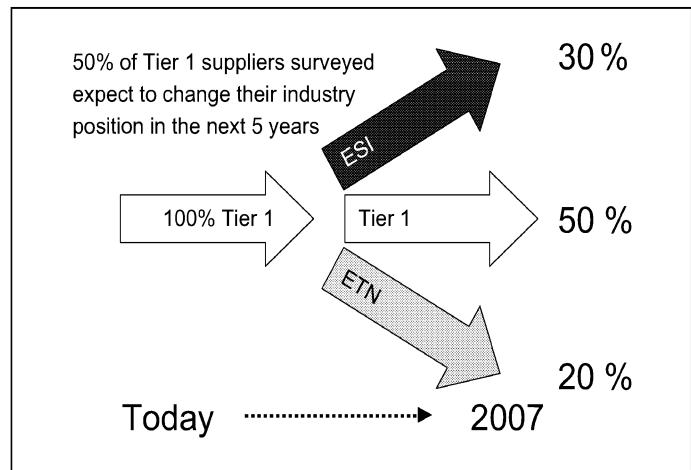 50% of Tier 1 suppliers surveyed
expect to change their industry
position in the next 5 years
30 %
ESI
100% Tier 1
Tier 1
50 %
ETN
20 %
Today
2007